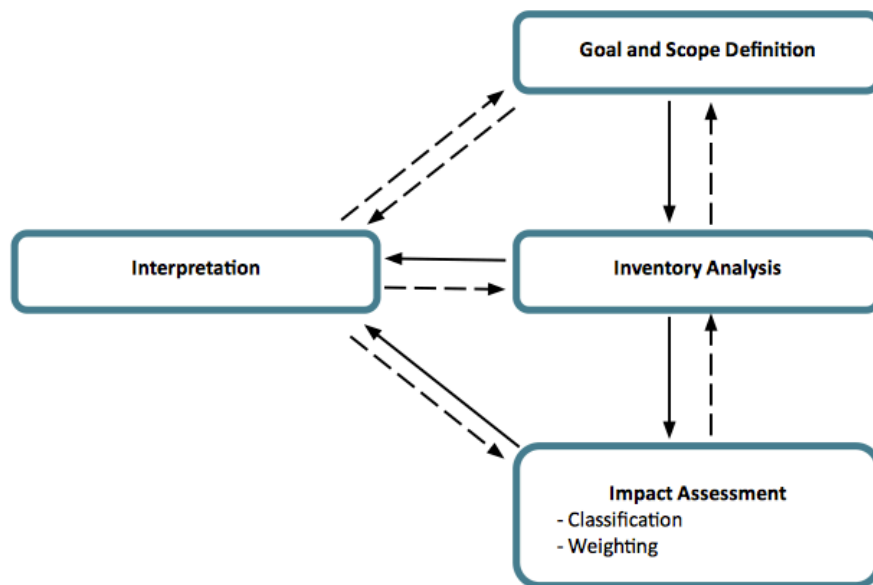 Goal and Scope Definition
Interpretation
Inventory Analysis
Impact Assessment
- Classification
- Weighting